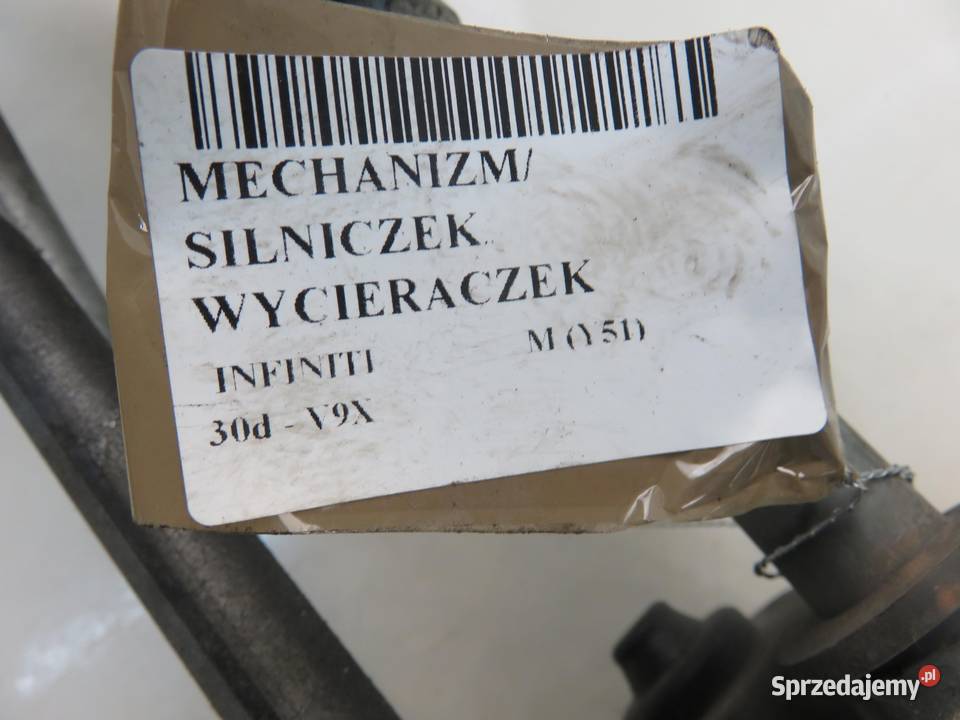 MECHANIZM/
SILNICZEK
WYCIERACZEK
INFINITI M (Y51)
30d - V9X
Sprzedajemy.pl